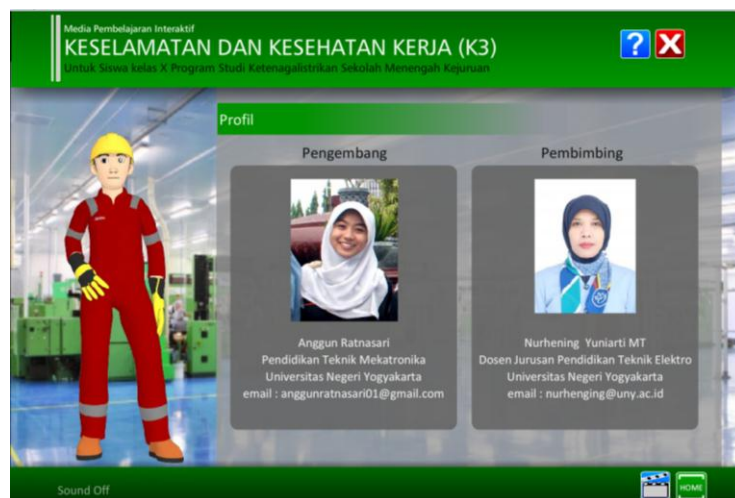 Media Pembelajaran Interaktif
KESELAMATAN DAN KESEHATAN KERJA (K3)
Untuk Siswa kelas X Program Studi Ketenagalistrikan Sekolah Menengah Kejuruan
?
X
Profil
Pengembang
Pembimbing
Anggun Ratnasari
Pendidikan Teknik Mekatronika
Universitas Negeri Yogyakarta
email : anggunratnasari01@gmail.com
Nurhening Yuniarti MT
Dosen Jurusan Pendidikan Teknik Elektro
Universitas Negeri Yogyakarta
email : nurhenging@uny.ac.id
Sound Off
HOME